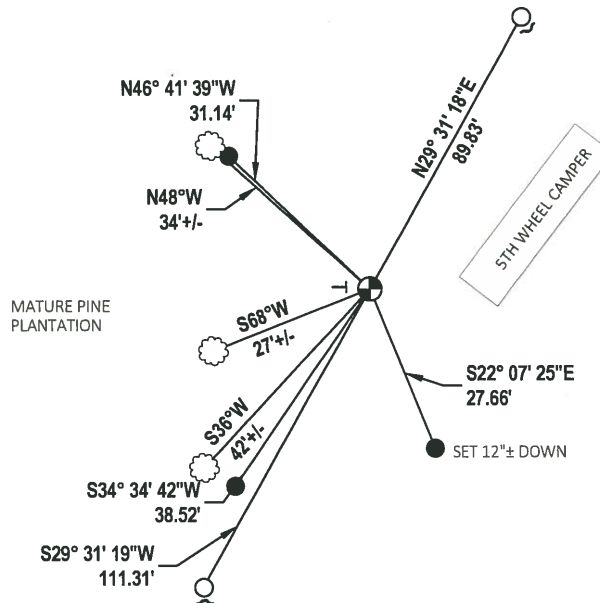 N46° 41' 39"W
31.14'
N29° 31' 18"E
89.83'
5TH WHEEL CAMPER
N48°W
34'+/-
MATURE PINE
PLANTATION
S68°W
27'+/-
S22° 07' 25"E
27.66'
S36°W
42'+/-
SET 12"± DOWN
S34° 34' 42"W
38.52'
S29° 31' 19"W
111.31'